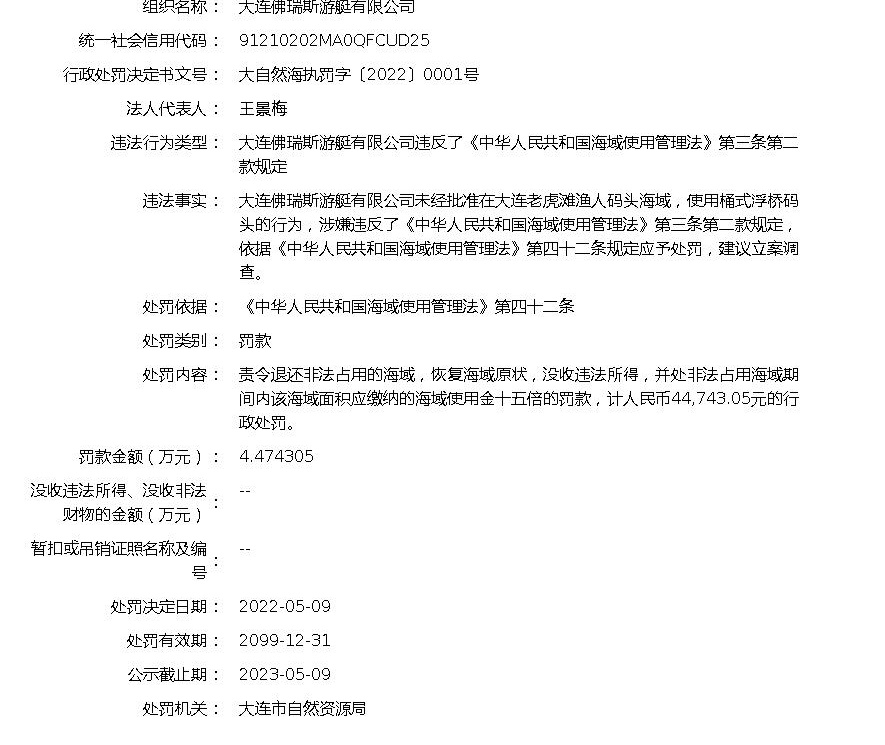 组织名称： 大连佛瑞斯游艇有限公司
统一社会信用代码： 91210202MA0QFCUD25
行政处罚决定书文号： 大自然海执罚字〔2022〕0001号
法人代表人： 王景梅
违法行为类型： 大连佛瑞斯游艇有限公司违反了《中华人民共和国海域使用管理法》第三条第二
款规定
违法事实： 大连佛瑞斯游艇有限公司未经批准在大连老虎滩渔人码头海域，使用桶式浮桥码
头的行为，涉嫌违反了《中华人民共和国海域使用管理法》第三条第二款规定，
依据《中华人民共和国海域使用管理法》第四十二条规定应予处罚，建议立案调
查。
处罚依据： 《中华人民共和国海域使用管理法》第四十二条
处罚类别： 罚款
处罚内容： 责令退还非法占用的海域，恢复海域原状，没收违法所得，并处非法占用海域期
间内该海域面积应缴纳的海域使用金十五倍的罚款，计人民币44,743.05元的行
政处罚。
罚款金额（万元）： 4.474305
没收违法所得、没收非法 --
财物的金额（万元）：
暂扣或吊销证照名称及编 --
号：
处罚决定日期： 2022-05-09
处罚有效期： 2099-12-31
公示截止期： 2023-05-09
处罚机关： 大连市自然资源局